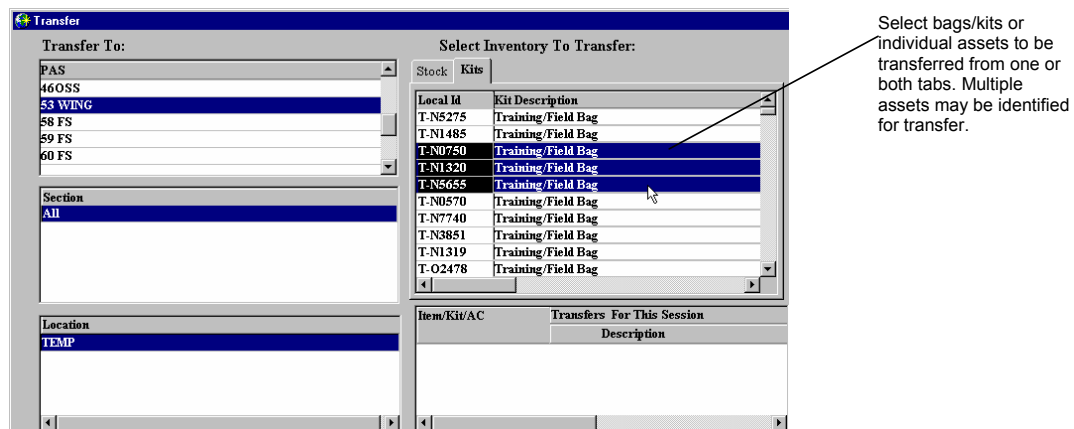 Transfer
Transfer To:
PAS
46OSS
53 WING
58 FS
59 FS
60 FS
Section
All
Location
TEMP
Select Inventory To Transfer:
Stock Kits
Local Id Kit Description
T-N5275 Training/Field Bag
T-N1485 Training/Field Bag
T-N0750 Training/Field Bag
T-N1320 Training/Field Bag
T-N5655 Training/Field Bag
T-N0570 Training/Field Bag
T-N7740 Training/Field Bag
T-N3851 Training/Field Bag
T-N1319 Training/Field Bag
T-O2478 Training/Field Bag
Item/Kit/AC Transfers For This Session
Description
Select bags/kits or
individual assets to be
transferred from one or
both tabs. Multiple
assets may be identified
for transfer.